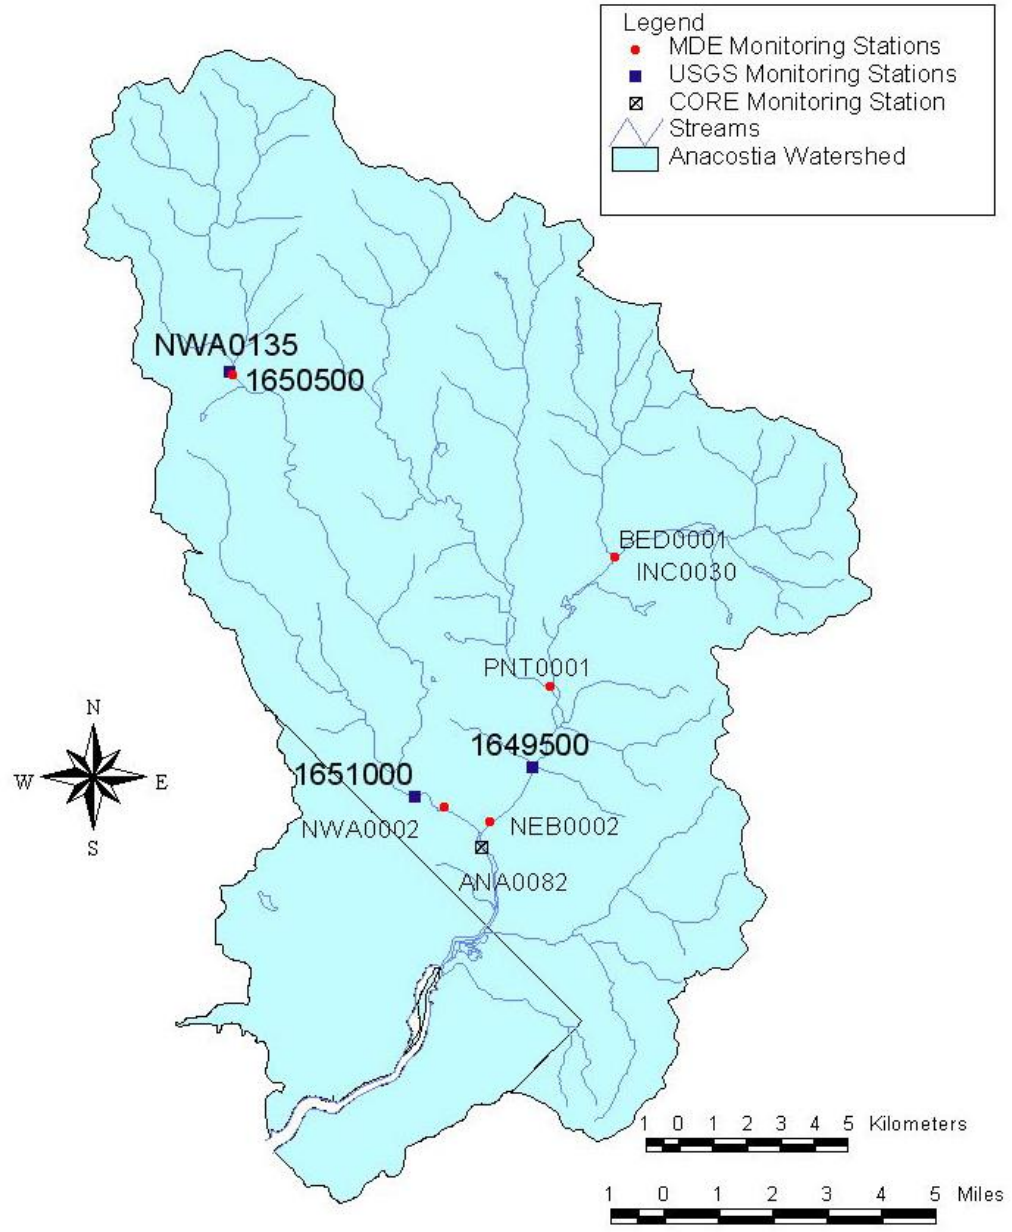 Legend
MDE Monitoring Stations
USGS Monitoring Stations
CORE Monitoring Station
Streams
Anacostia Watershed
NWA0135
1650500
BED0001
INC0030
PNT0001
N
W E
S
1649500
1651000
NWA0002
NEB0002
ANA0082
1 0 1 2 3 4 5 Kilometers
1 0 1 2 3 4 5 Miles